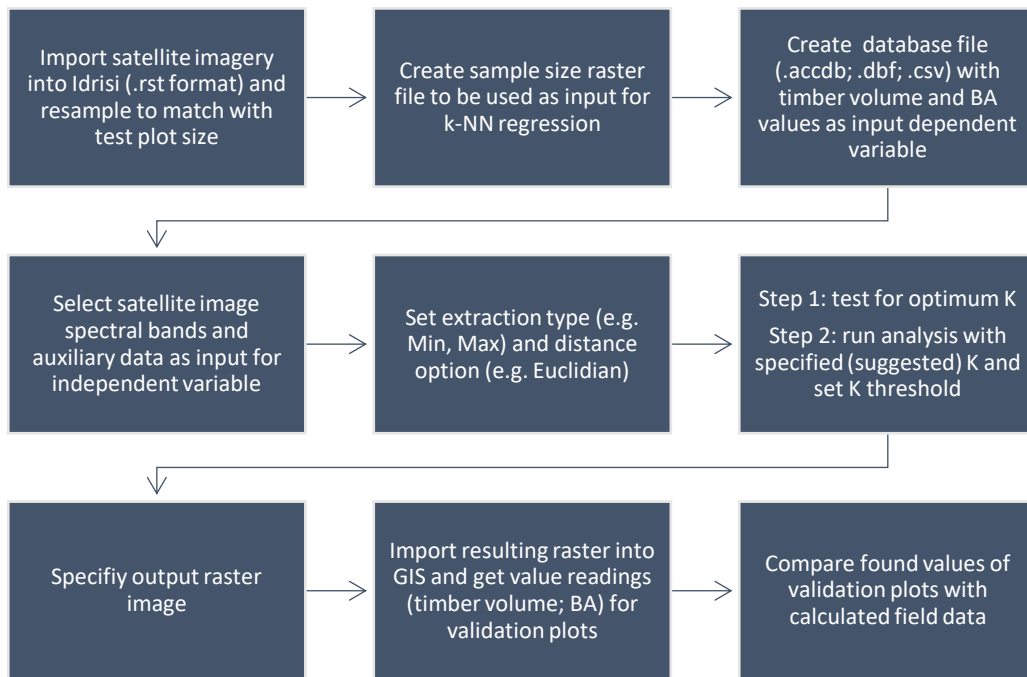 Import satellite imagery
into Idrisi (.rst format) and
resample to match with
test plot size
Create sample size raster
file to be used as input for
k-NN regression
Create  database file
(.accdb; .dbf; .csv) with
timber volume and BA
values as input dependent
variable
Select satellite image
spectral bands and
auxiliary data as input for
independent variable
Set extraction type (e.g.
Min, Max) and distance
option (e.g. Euclidian)
Step 1: test for optimum K
Step 2: run analysis with
specified (suggested) K and
set K threshold
Specifiy output raster
image
Import resulting raster into
GIS and get value readings
(timber volume; BA) for
validation plots
Compare found values of
validation plots with
calculated field data